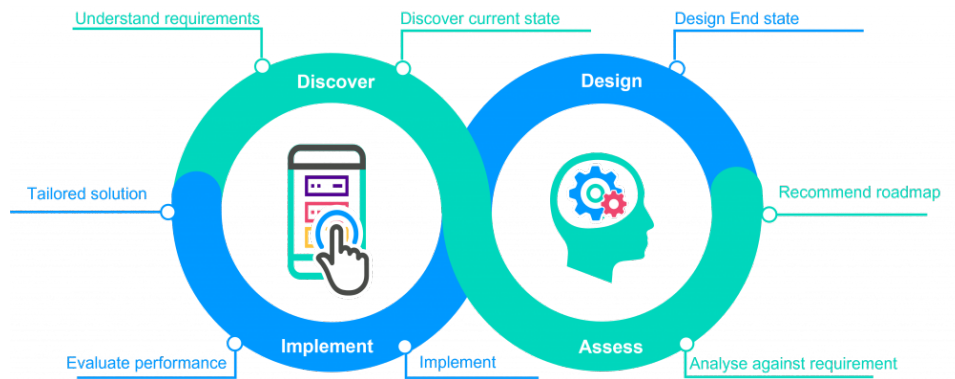 Understand requirements
Discover current state
Design End state
Discover
Design
Tailored solution
Recommend roadmap
Implement
Assess
Evaluate performance
Implement
Analyse against requirement